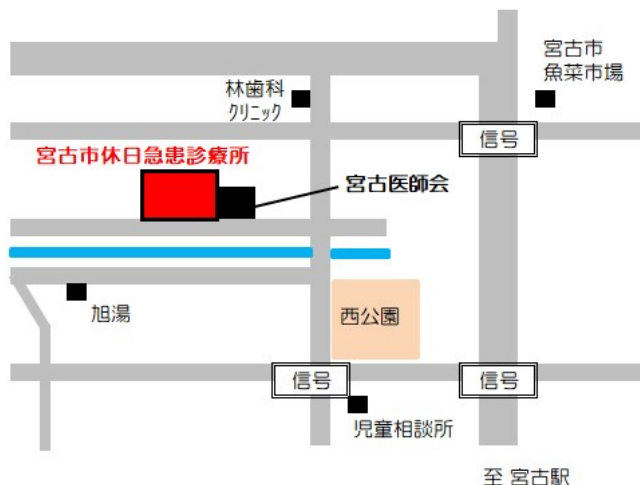 宮古市
魚菜市場
林歯科
クリニック
信号
宮古市休日急患診療所
宮古医師会
旭湯
西公園
信号
信号
児童相談所
至 宮古駅